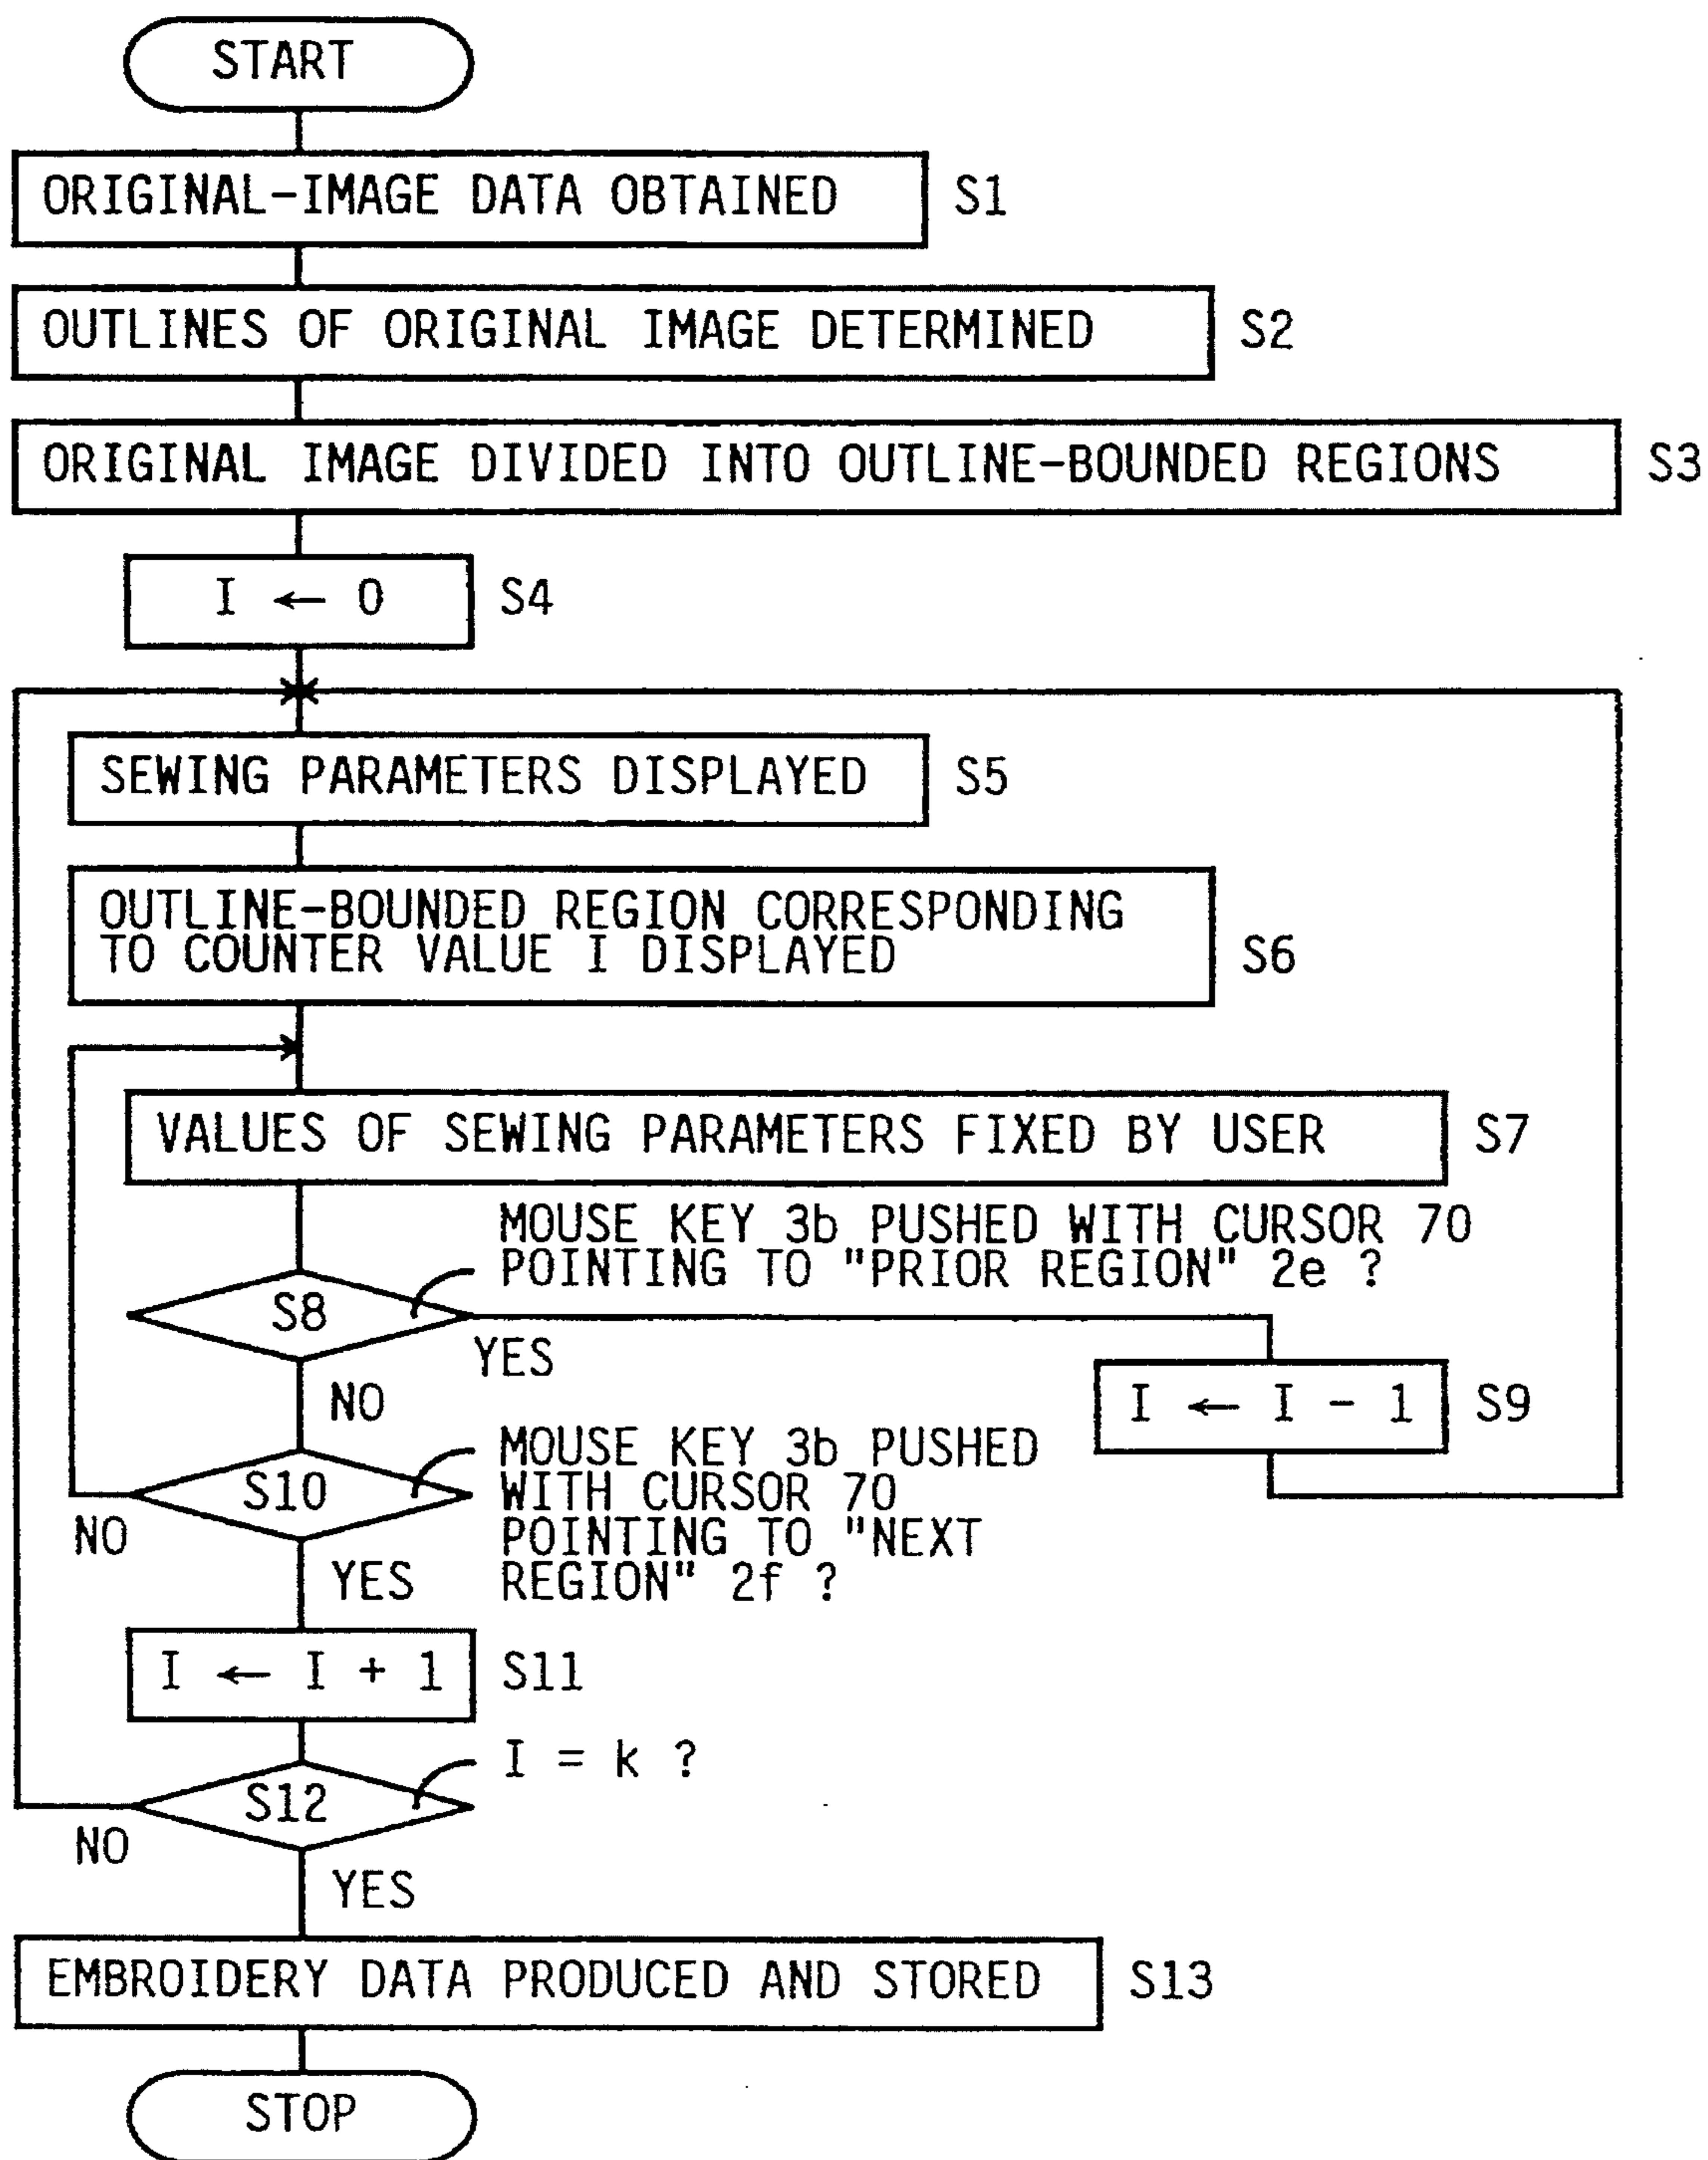 START
ORIGINAL-IMAGE DATA OBTAINED S1
OUTLINES OF ORIGINAL IMAGE DETERMINED S2
ORIGINAL IMAGE DIVIDED INTO OUTLINE-BOUNDED REGIONS S3
I ← 0 S4
SEWING PARAMETERS DISPLAYED S5
OUTLINE-BOUNDED REGION CORRESPONDING
TO COUNTER VALUE I DISPLAYED S6
VALUES OF SEWING PARAMETERS FIXED BY USER S7
MOUSE KEY 3b PUSHED WITH CURSOR 70
POINTING TO "PRIOR REGION" 2e ?
S8
YES
NO
I ← I - 1 S9
MOUSE KEY 3b PUSHED
WITH CURSOR 70
POINTING TO "NEXT
REGION" 2f ?
S10
NO
YES
I ← I + 1 S11
I = k ?
S12
NO
YES
EMBROIDERY DATA PRODUCED AND STORED S13
STOP